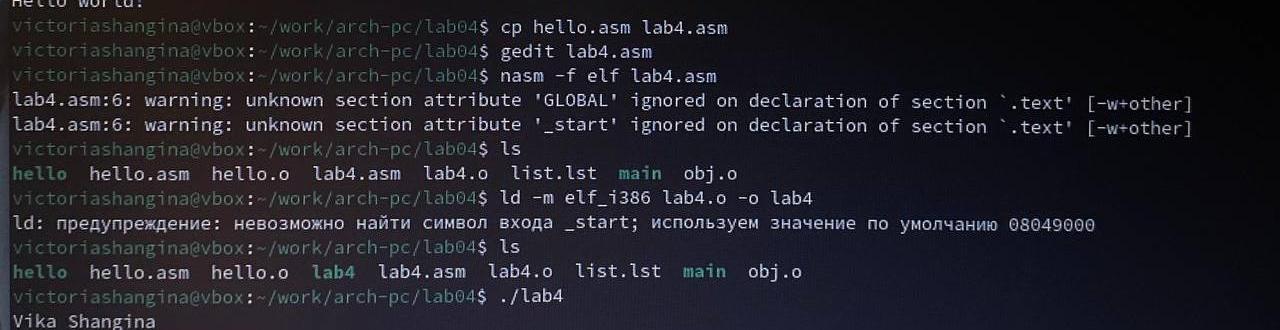 Hello world!
victoriashangina@vbox:~/work/arch-pc/lab04$ cp hello.asm lab4.asm
victoriashangina@vbox:~/work/arch-pc/lab04$ gedit lab4.asm
victoriashangina@vbox:~/work/arch-pc/lab04$ nasm -f elf lab4.asm
lab4.asm:6: warning: unknown section attribute 'GLOBAL' ignored on declaration of section `.text' [-w+other]
lab4.asm:6: warning: unknown section attribute '_start' ignored on declaration of section `.text' [-w+other]
victoriashangina@vbox:~/work/arch-pc/lab04$ ls
hello  hello.asm  hello.o  lab4.asm  lab4.o  list.lst  main  obj.o
victoriashangina@vbox:~/work/arch-pc/lab04$ ld -m elf_i386 lab4.o -o lab4
ld: предупреждение: невозможно найти символ входа _start; используем значение по умолчанию 08049000
victoriashangina@vbox:~/work/arch-pc/lab04$ ls
hello  hello.asm  hello.o  lab4  lab4.asm  lab4.o  list.lst  main  obj.o
victoriashangina@vbox:~/work/arch-pc/lab04$ ./lab4
Vika Shangina